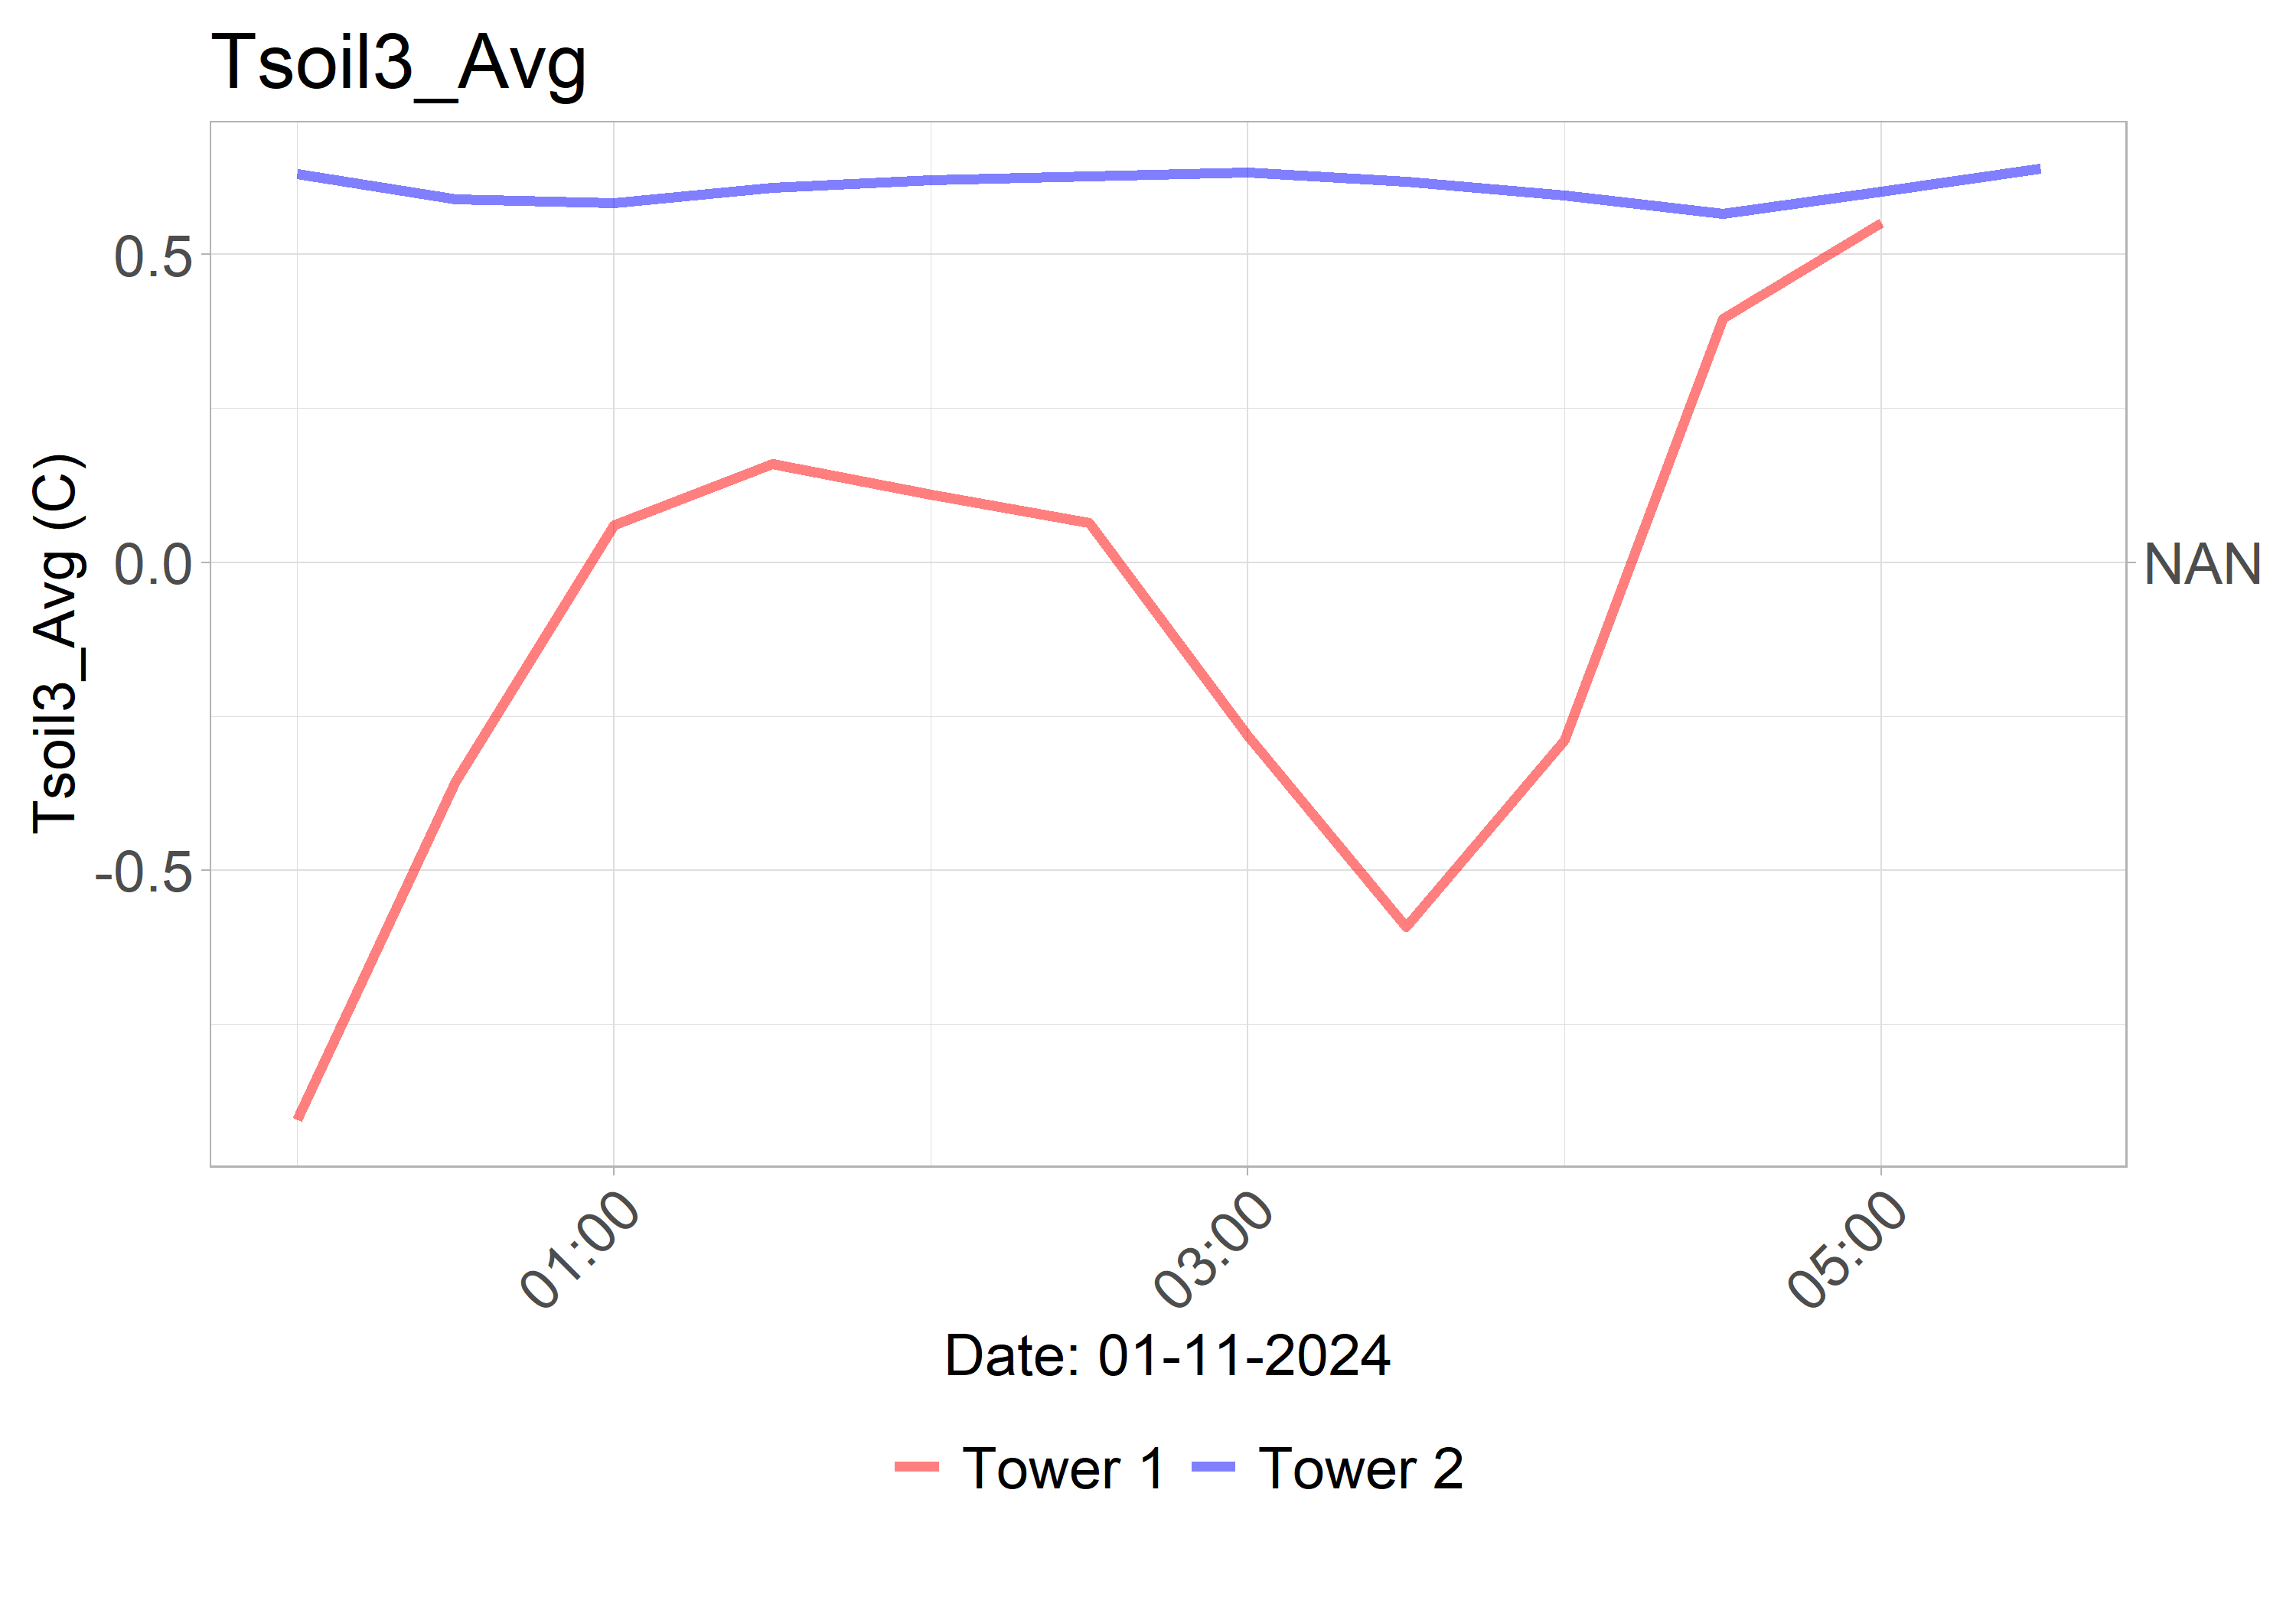 Tsoil3_Avg
Tsoil3_Avg (C)
0.5
0.0
-0.5
NAN
01:00
03:00
05:00
Date: 01-11-2024
Tower 1
Tower 2